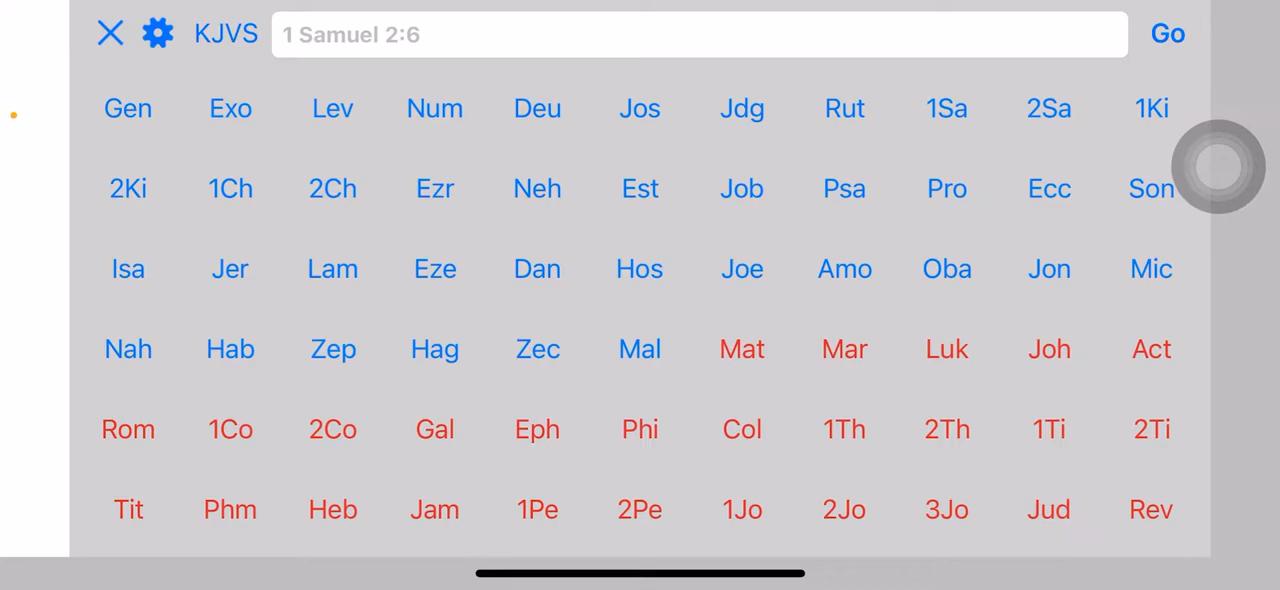 KJVS 1 Samuel 2:6 Go
Gen Exo Lev Num Deu Jos Jdg Rut 1Sa 2Sa 1Ki
2Ki 1Ch 2Ch Ezr Neh Est Job Psa Pro Ecc Son
Isa Jer Lam Eze Dan Hos Joe Amo Oba Jon Mic
Nah Hab Zep Hag Zec Mal Mat Mar Luk Joh Act
Rom 1Co 2Co Gal Eph Phi Col 1Th 2Th 1Ti 2Ti
Tit Phm Heb Jam 1Pe 2Pe 1Jo 2Jo 3Jo Jud Rev